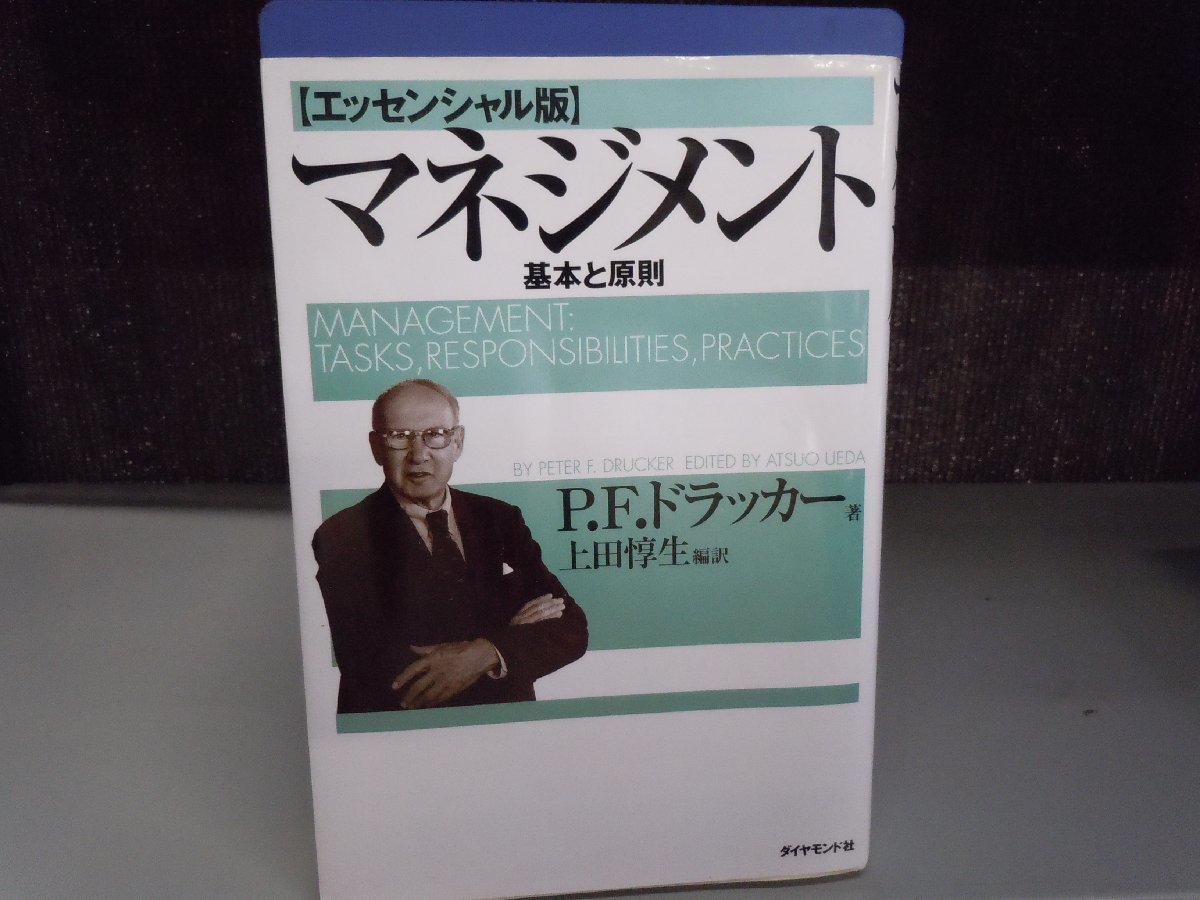 【エッセンシャル版】
マネジメント
基本と原則
MANAGEMENT:
TASKS, RESPONSIBILITIES, PRACTICES
BY PETER F. DRUCKER EDITED BY ATSUO UEDA
P.F.ドラッカー 著
上田惇生 編訳
ダイヤモンド社